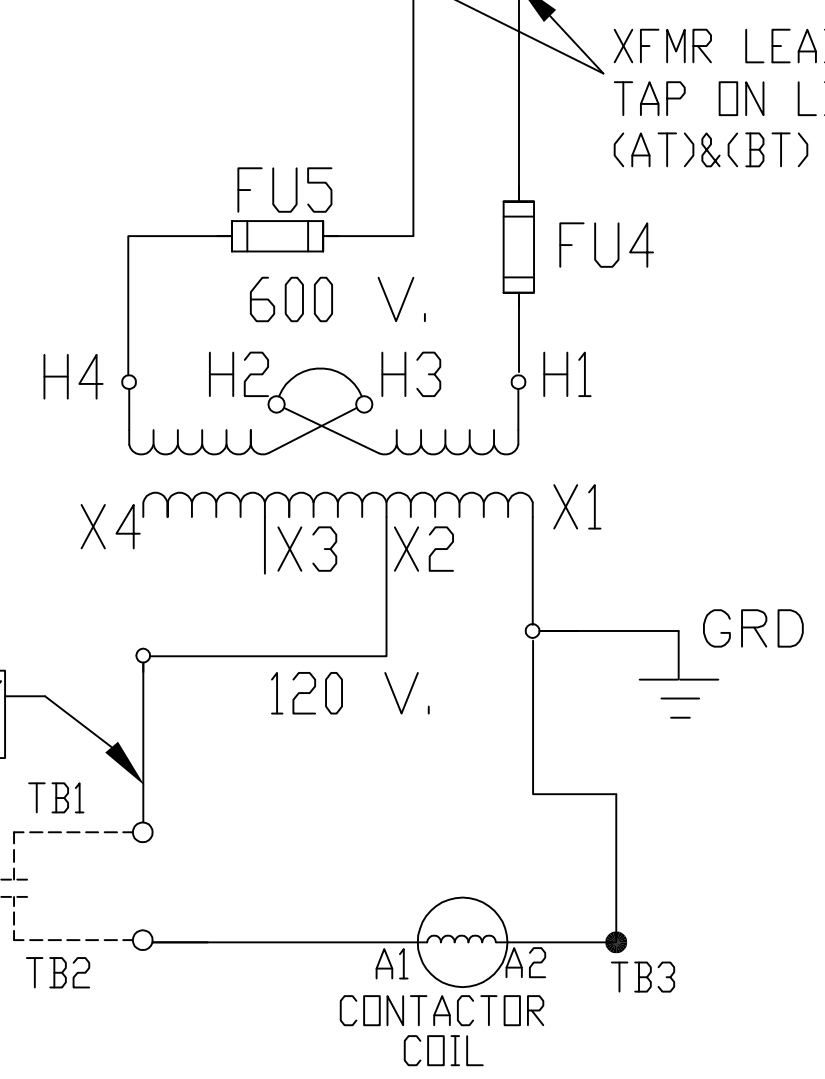 XFMR LEA
TAP ON L
(AT)&(BT)
FU5
FU4
600 V.
H4
H2
H3
H1
X4
X3
X2
X1
GRD
120 V.
TB1
TB2
A1
A2
TB3
CONTACTOR
COIL